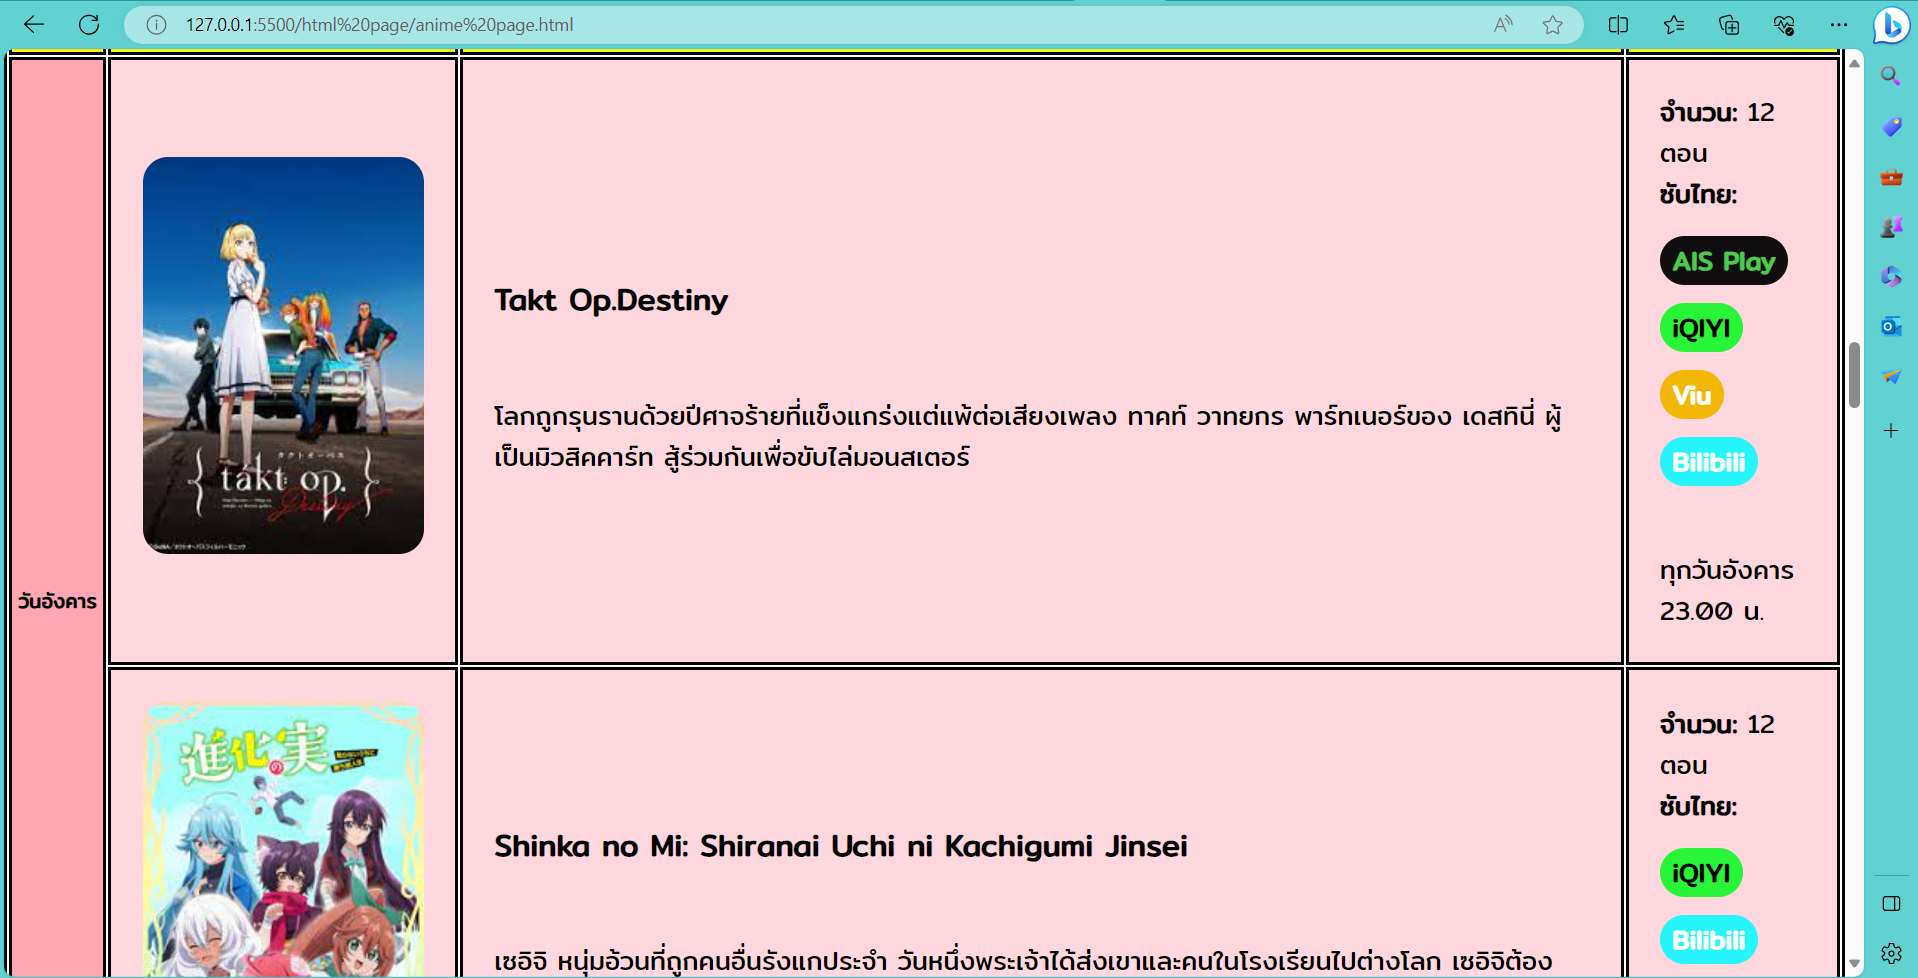 127.0.0.1:5500/html%20page/anime%20page.html
วันอังคาร
タクトオーパス
takt op.
Destiny
Takt Op.Destiny
โลกถูกรุนรานด้วยปีศาจร้ายที่แข็งแกร่งแต่แพ้ต่อเสียงเพลง ทาคท์ วาทยกร พาร์ทเนอร์ของ เดสทินี่ ผู้
เป็นมิวสิคคาร์ท สู้ร่วมกันเพื่อขับไล่มอนสเตอร์
จำนวน: 12
ตอน
ซับไทย:
AIS Play
iQIYI
Viu
Bilibili
ทุกวันอังคาร
23.00 น.
進化の実
Shinka no Mi: Shiranai Uchi ni Kachigumi Jinsei
เซอิจิ หนุ่มอ้วนที่ถูกคนอื่นรังแกประจำ วันหนึ่งพระเจ้าได้ส่งเขาและคนในโรงเรียนไปต่างโลก เซอิจิต้อง
จำนวน: 12
ตอน
ซับไทย:
iQIYI
Bilibili